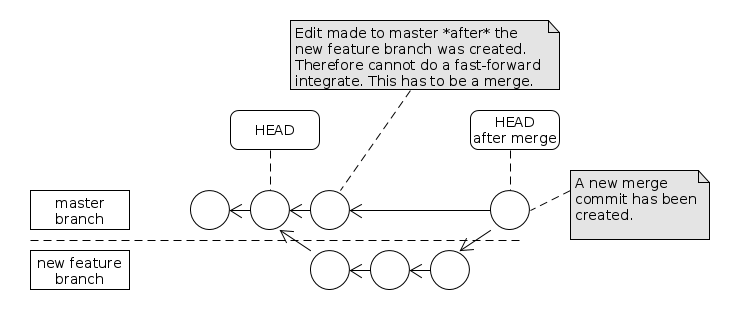 Edit made to master *after* the
new feature branch was created.
Therefore cannot do a fast-forward
integrate. This has to be a merge.
HEAD
HEAD
after merge
A new merge
commit has been
created.
master
branch
new feature
branch